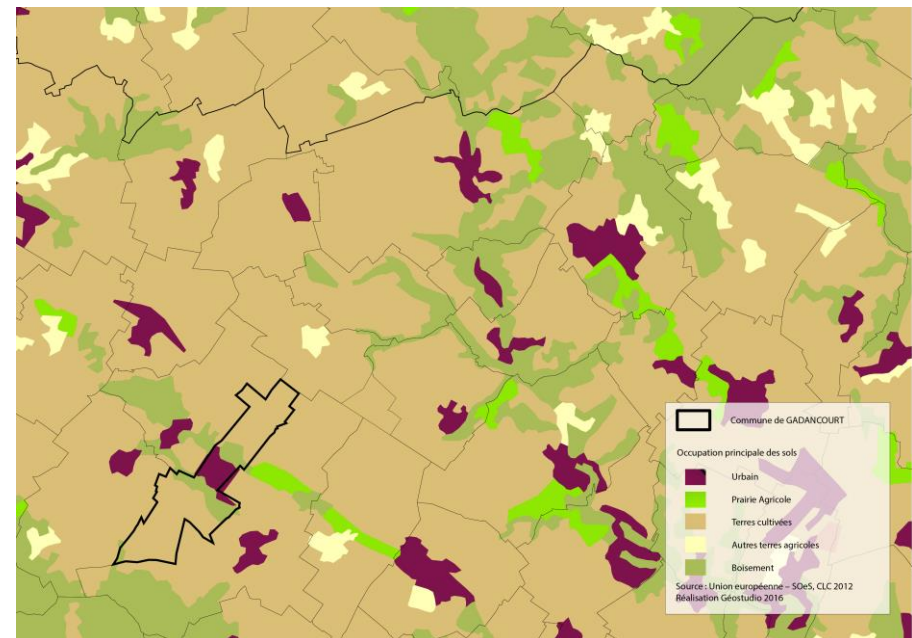 Commune de GADANCOURT
Occupation principale des sols
Urbain
Prairie Agricole
Terres cultivées
Autres terres agricoles
Boisement
Source : Union européenne – SOeS, CLC 2012
Réalisation Géostudio 2016